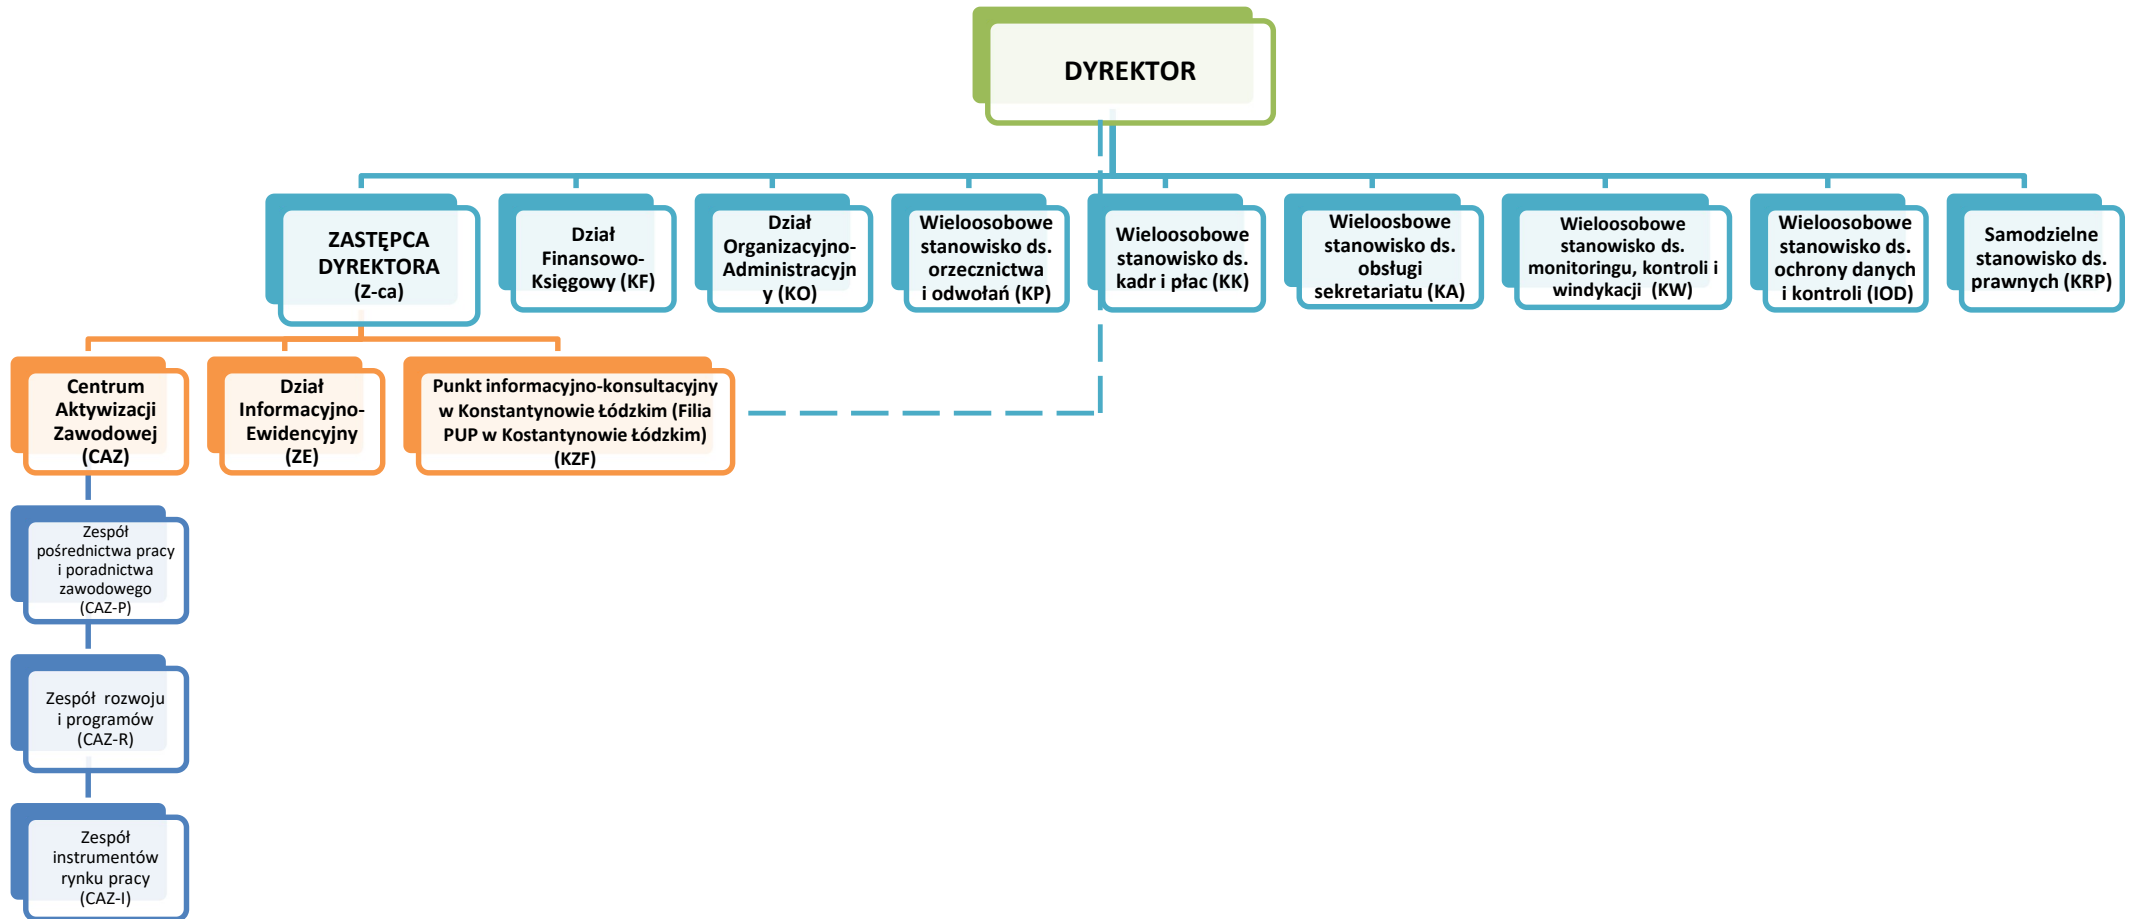 DYREKTOR
ZASTĘPCA
DYREKTORA
(Z-ca)
Dział
Finansowo-
Księgowy (KF)
Dział
Organizacyjno-
Administracyjn
y (KO)
Wieloosobowe
stanowisko ds.
orzecznictwa
i odwołań (KP)
Wieloosobowe
stanowisko ds.
kadr i płac (KK)
Wieloosbowe
stanowisko ds.
obsługi
sekretariatu (KA)
Wieloosobowe
stanowisko ds.
monitoringu, kontroli i
windykacji (KW)
Wieloosobowe
stanowisko ds.
ochrony danych
i kontroli (IOD)
Samodzielne
stanowisko ds.
prawnych (KRP)
Centrum
Aktywizacji
Zawodowej
(CAZ)
Dział
Informacyjno-
Ewidencyjny
(ZE)
Punkt informacyjno-konsultacyjny
w Konstantynowie Łódzkim (Filia
PUP w Kostantynowie Łódzkim)
(KZF)
Zespół
pośrednictwa pracy
i poradnictwa
zawodowego
(CAZ-P)
Zespół rozwoju
i programów
(CAZ-R)
Zespół
instrumentów
rynku pracy
(CAZ-I)